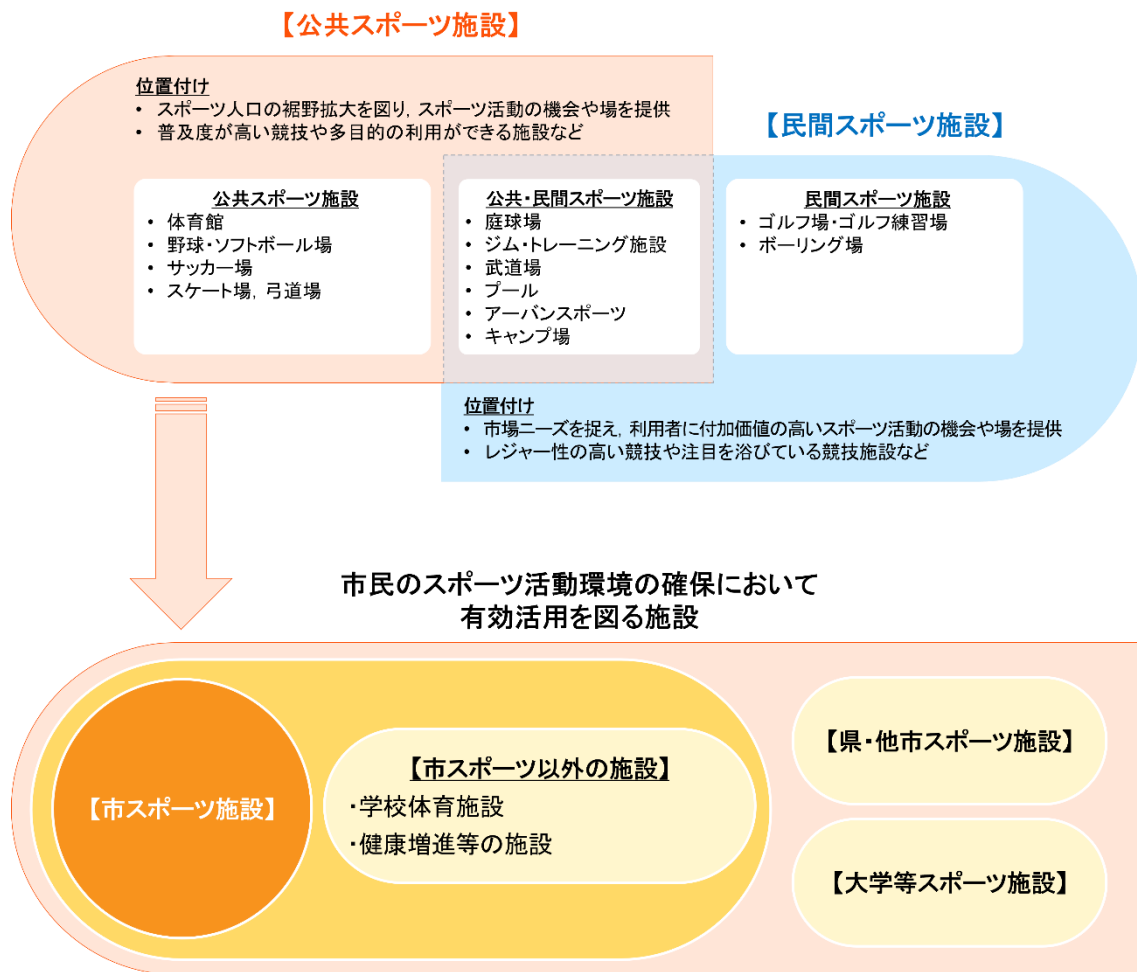 【公共スポーツ施設】
位置付け
• スポーツ人口の裾野拡大を図り，スポーツ活動の機会や場を提供
• 普及度が高い競技や多目的の利用ができる施設など
【民間スポーツ施設】
公共スポーツ施設
• 体育館
• 野球・ソフトボール場
• サッカー場
• スケート場，弓道場
公共・民間スポーツ施設
• 庭球場
• ジム・トレーニング施設
• 武道場
• プール
• アーバンスポーツ
• キャンプ場
民間スポーツ施設
• ゴルフ場・ゴルフ練習場
• ボーリング場
位置付け
• 市場ニーズを捉え，利用者に付加価値の高いスポーツ活動の機会や場を提供
• レジャー性の高い競技や注目を浴びている競技施設など
市民のスポーツ活動環境の確保において
有効活用を図る施設
【市スポーツ施設】
【市スポーツ以外の施設】
・学校体育施設
・健康増進等の施設
【県・他市スポーツ施設】
【大学等スポーツ施設】